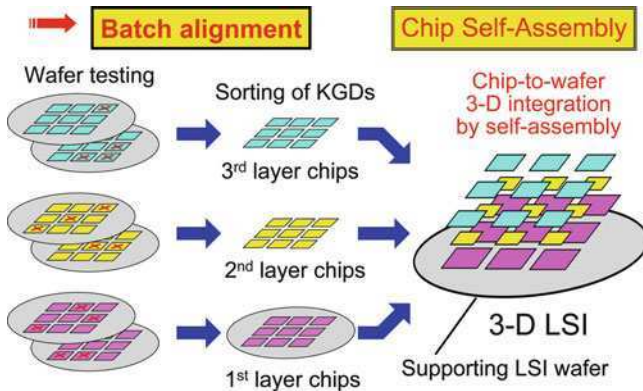 Batch alignment
Chip Self-Assembly
Wafer testing
Sorting of KGDs
Chip-to-wafer
3-D integration
by self-assembly
3rd layer chips
2nd layer chips
1st layer chips
3-D LSI
Supporting LSI wafer